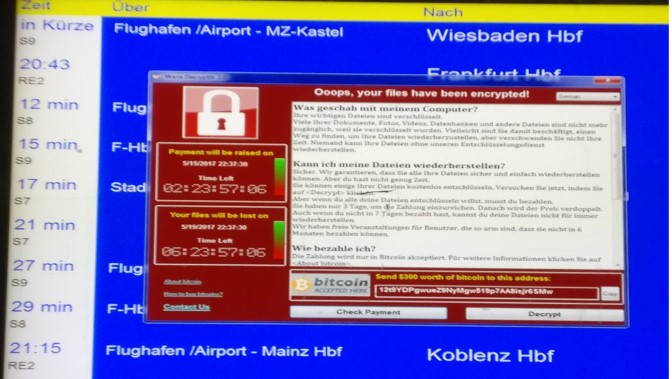 Zeit Über Nach
in Kürze Flughafen /Airport - MZ-Kastel Wiesbaden Hbf
S9
20:43 Frankfurt Hbf
RE2
12 min Flug
S8
15 min F-Hb
S9
17 min Stad
S7
21 min
S7
27 min Flug
S9
29 min F-Hb
S8
21:15 Flughafen /Airport - Mainz Hbf Koblenz Hbf
RE2
Wana Decrypt0r 2.0
Ooops, your files have been encrypted!
German
Payment will be raised on
5/15/2017 22:37:30
Time Left
02:23:57:06
Your files will be lost on
5/19/2017 22:37:30
Time Left
06:23:57:06
About bitcoin
How to buy bitcoins?
Contact Us
Was geschah mit meinem Computer?
Ihre wichtigen Dateien sind verschlüsselt.
Viele Ihrer Dokumente, Fotos, Videos, Datenbanken und andere Dateien sind nicht mehr
zugänglich, weil sie verschlüsselt wurden. Vielleicht sind Sie damit beschäftigt, einen
Weg zu finden, um Ihre Dateien wiederherzustellen, aber verschwenden Sie nicht Ihre
Zeit. Niemand kann Ihre Dateien ohne unseren Entschlüsselungsdienst
wiederherstellen.
Kann ich meine Dateien wiederherstellen?
Sicher. Wir garantieren, dass Sie alle Ihre Dateien sicher und einfach wiederherstellen
können. Aber du hast nicht genug Zeit.
Sie können einige Ihrer Dateien kostenlos entschlüsseln. Versuchen Sie jetzt, indem Sie
auf <Decrypt> klicken.
Aber wenn du alle deine Dateien entschlüsseln willst, musst du bezahlen.
Sie haben nur 3 Tage, um die Zahlung einzureichen. Danach wird der Preis verdoppelt.
Auch wenn du nicht in 7 Tagen bezahlt hast, kannst du deine Dateien nicht für immer
wiederherstellen.
Wir haben freie Veranstaltungen für Benutzer, die so arm sind, dass sie nicht in 6
Monaten bezahlen können.
Wie bezahle ich?
Die Zahlung wird nur in Bitcoin akzeptiert. Für weitere Informationen klicken Sie auf
<About bitcoin>.
bitcoin
ACCEPTED HERE
Send $300 worth of bitcoin to this address:
12t9YDPgwueZ9NyMgw519p7AA8isjr6SMw
Copy
Check Payment Decrypt